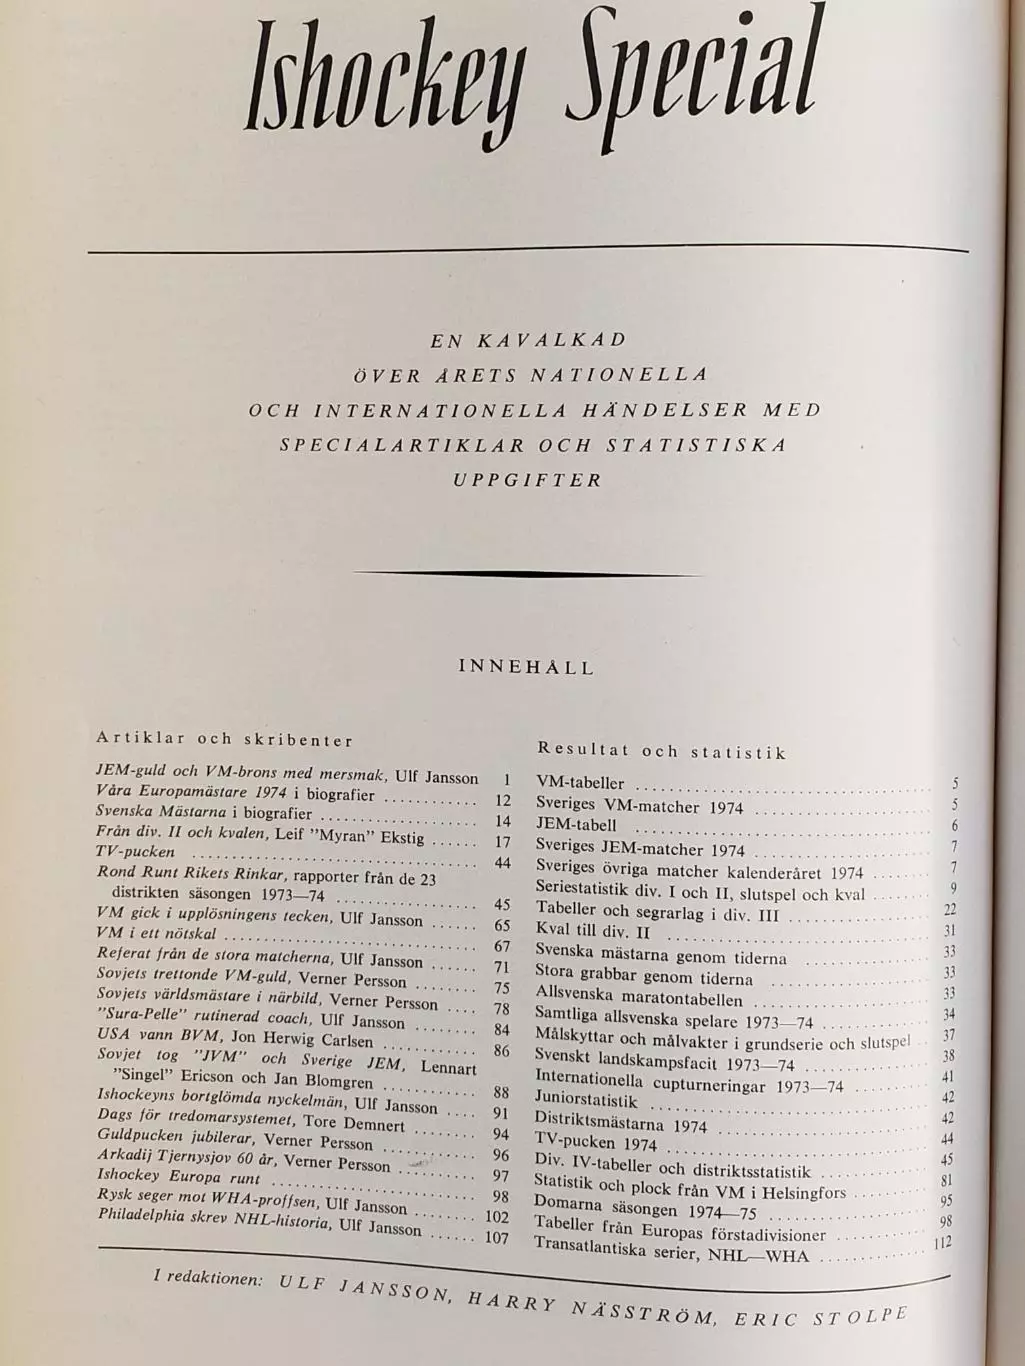 Ishockey Special
EN KAVALKAD
ÖVER ÅRETS NATIONELLA
OCH INTERNATIONELLA HÄNDELSER MED
SPECIALARTIKLAR OCH STATISTISKA
UPPGIFTER
INNEHÅLL
Artiklar och skribenter
JEM-guld och VM-brons med mersmak, Ulf Jansson 1
Våra Europamästare 1974 i biografier ............ 12
Svenska Mästarna i biografier .................... 14
Från div. II och kvalen, Leif ”Myran” Ekstig ...... 17
TV-pucken .................................... 44
Rond Runt Rikets Rinkar, rapporter från de 23
distrikten säsongen 1973—74 .................. 45
VM gick i upplösningens tecken, Ulf Jansson ...... 65
VM i ett nötskal ................................ 67
Referat från de stora matcherna, Ulf Jansson ...... 71
Sovjets trettonde VM-guld, Verner Persson ........ 75
Sovjets världsmästare i närbild, Verner Persson .... 78
”Sura-Pelle” rutinerad coach, Ulf Jansson ........ 84
USA vann BVM, Jon Herwig Carlsen ............ 86
Sovjet tog ”JVM” och Sverige JEM, Lennart
”Singel” Ericson och Jan Blomgren ............ 88
Ishockeyns bortglömda nyckelmän, Ulf Jansson .... 91
Dags för tredomarsystemet, Tore Demnert ........ 94
Guldpucken jubilerar, Verner Persson ............ 96
Arkadij Tjernysjov 60 år, Verner Persson .......... 97
Ishockey Europa runt .......................... 98
Rysk seger mot WHA-proffsen, Ulf Jansson ........ 102
Philadelphia skrev NHL-historia, Ulf Jansson ...... 107
Resultat och statistik
VM-tabeller .................................... 5
Sveriges VM-matcher 1974 ...................... 5
JEM-tabell .................................... 6
Sveriges JEM-matcher 1974 ...................... 7
Sveriges övriga matcher kalenderåret 1974 ........ 7
Seriestatistik div. I och II, slutspel och kval ........ 9
Tabeller och segrarlag i div. III .................. 22
Kval till div. II ................................ 31
Svenska mästarna genom tiderna ................ 33
Stora grabbar genom tiderna .................... 33
Allsvenska maratontabellen ...................... 33
Samtliga allsvenska spelare 1973—74 .............. 34
Målskyttar och målvakter i grundserie och slutspel .. 37
Svenskt landskampsfacit 1973—74 ................ 38
Internationella cupturneringar 1973—74 ............ 41
Juniorstatistik .................................. 42
Distriktsmästarna 1974 .......................... 42
TV-pucken 1974 ................................ 44
Div. IV-tabeller och distriktsstatistik .............. 45
Statistik och plock från VM i Helsingfors .......... 81
Domarna säsongen 1974—75 .................... 95
Tabeller från Europas förstadivisioner ............ 98
Transatlantiska serier, NHL—WHA .............. 112
I redaktionen: ULF JANSSON, HARRY NÄSSTRÖM, ERIC STOLPE